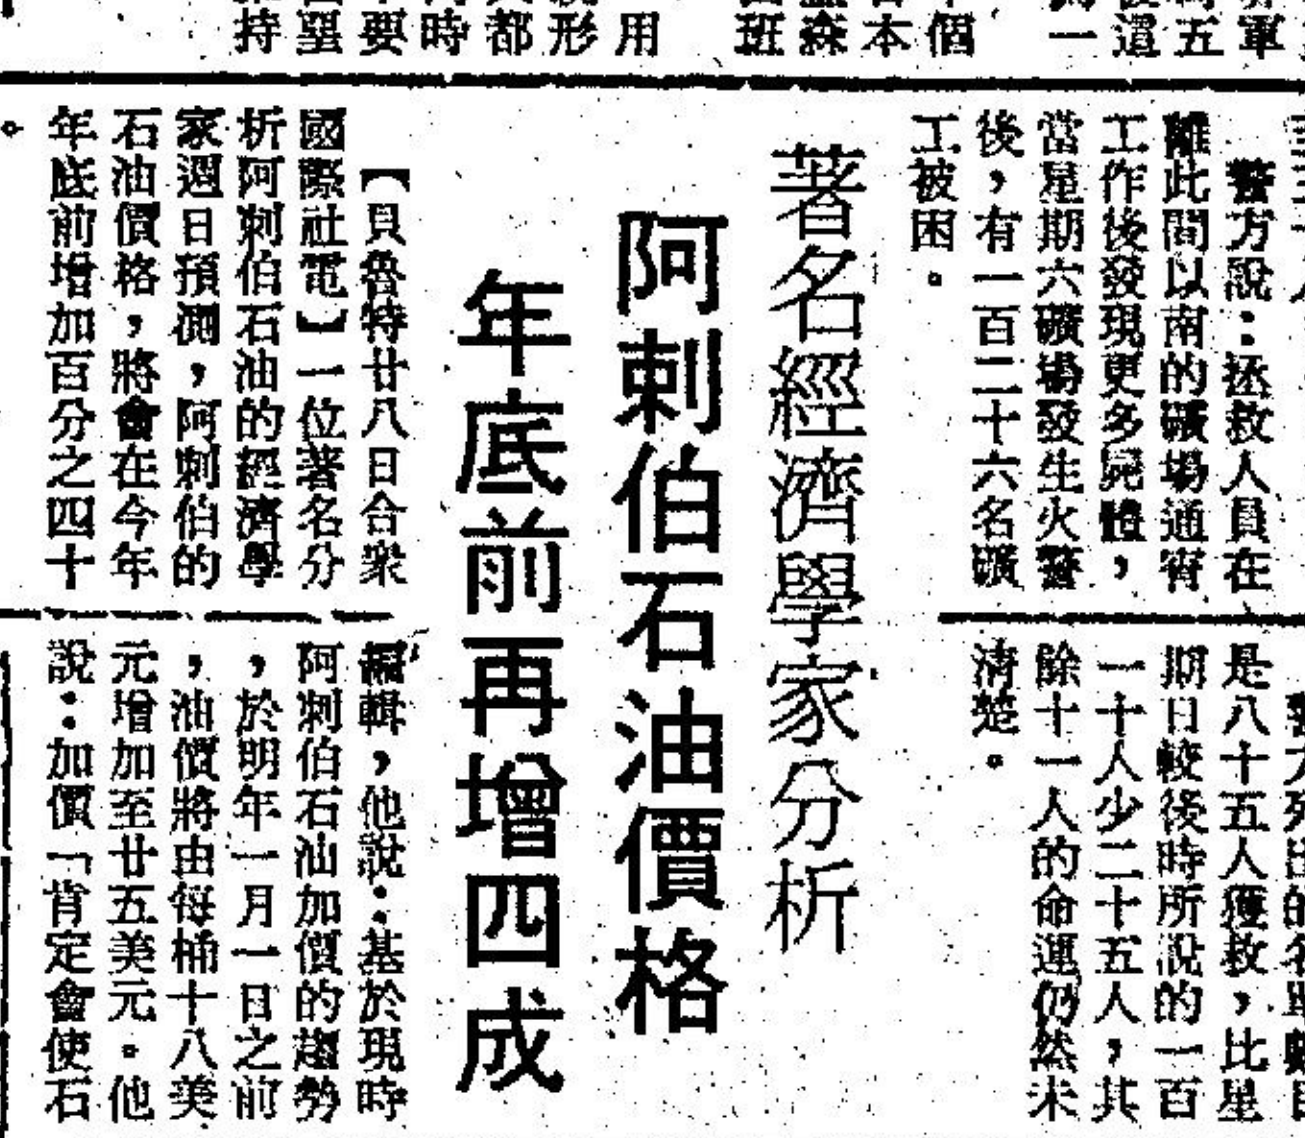 軍
五
還
一
個
本
森
班
用
形
都
時
要
望
持
警方說：拯救人員在
離此間以南的礦場通宵
工作後發現更多屍體，
當星期六礦場發生火警
後，有一百二十六名礦
工被困。
是八十五人獲救，比星
期日較後時所說的一百
一十人少二十五人，其
餘十一人的命運仍然未
清楚。
著名經濟學家分析
阿刺伯石油價格
年底前再增四成
【貝魯特廿八日合衆
國際社電】一位著名分
析阿刺伯石油的經濟學
家週日預測，阿刺伯的
石油價格，將會在今年
年底前增加百分之四十
。
編輯，他說：基於現時
阿刺伯石油加價的趨勢
，於明年一月一日之前
，油價將由每桶十八美
元增加至廿五美元。他
說：加價「肯定會使石